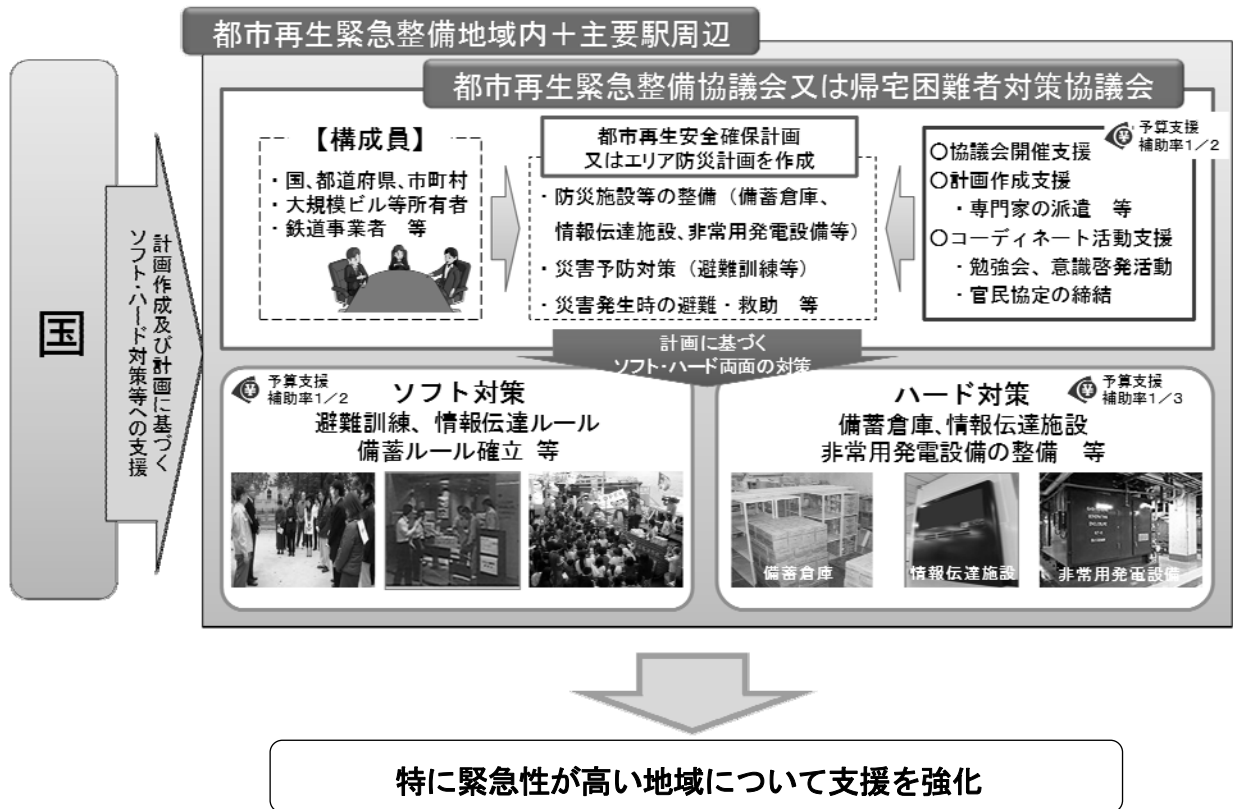 都市再生緊急整備地域内＋主要駅周辺
都市再生緊急整備協議会又は帰宅困難者対策協議会
国
計画作成及び計画に基づく
ソフト・ハード対策等への支援
【構成員】
・国、都道府県、市町村
・大規模ビル等所有者
・鉄道事業者　等
都市再生安全確保計画
又はエリア防災計画を作成
・防災施設等の整備（備蓄倉庫、
情報伝達施設、非常用発電設備等）
・災害予防対策（避難訓練等）
・災害発生時の避難・救助　等
¥ 予算支援
補助率1／2
○協議会開催支援
○計画作成支援
・専門家の派遣　等
○コーディネート活動支援
・勉強会、意識啓発活動
・官民協定の締結
計画に基づく
ソフト・ハード両面の対策
¥ 予算支援
補助率1／2
ソフト対策
避難訓練、情報伝達ルール
備蓄ルール確立 等
ハード対策
¥ 予算支援
補助率1／3
備蓄倉庫、情報伝達施設
非常用発電設備の整備　等
備蓄倉庫
情報伝達施設
非常用発電設備
特に緊急性が高い地域について支援を強化